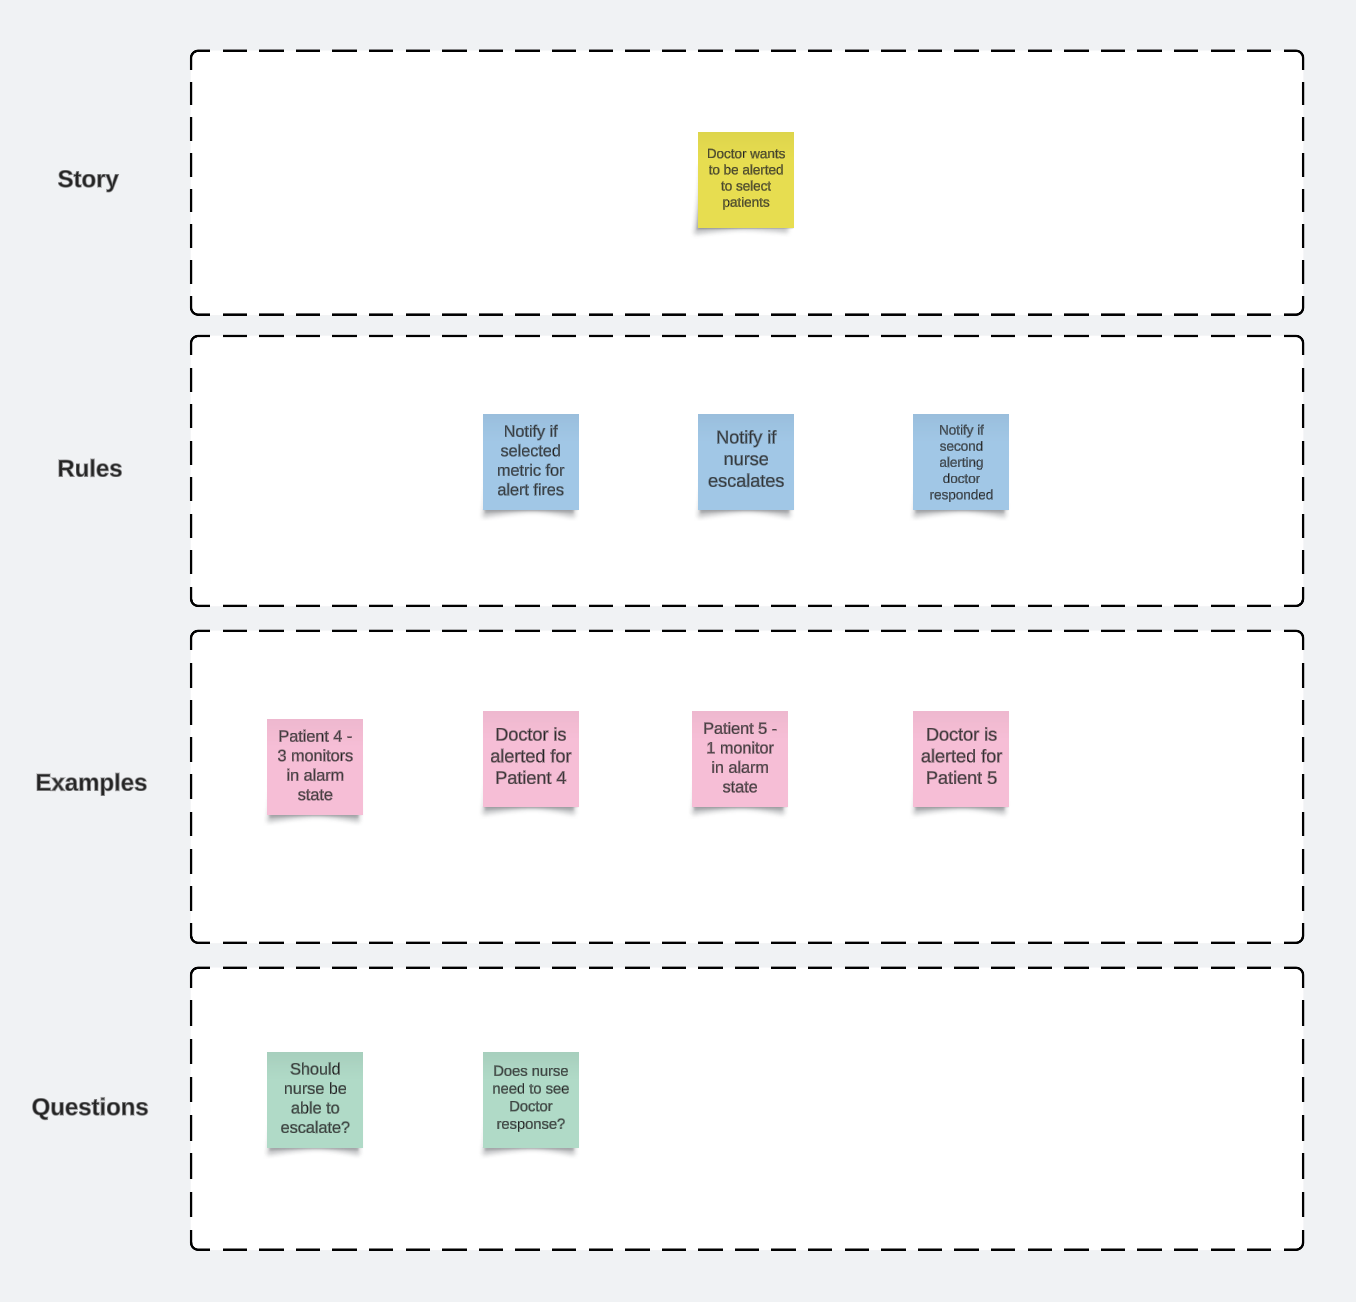 Story
Doctor wants
to be alerted
to select
patients
Rules
Notify if
selected
metric for
alert fires
Notify if
nurse
escalates
Notify if
second
alerting
doctor
responded
Examples
Patient 4 -
3 monitors
in alarm
state
Doctor is
alerted for
Patient 4
Patient 5 -
1 monitor
in alarm
state
Doctor is
alerted for
Patient 5
Questions
Should
nurse be
able to
escalate?
Does nurse
need to see
Doctor
response?